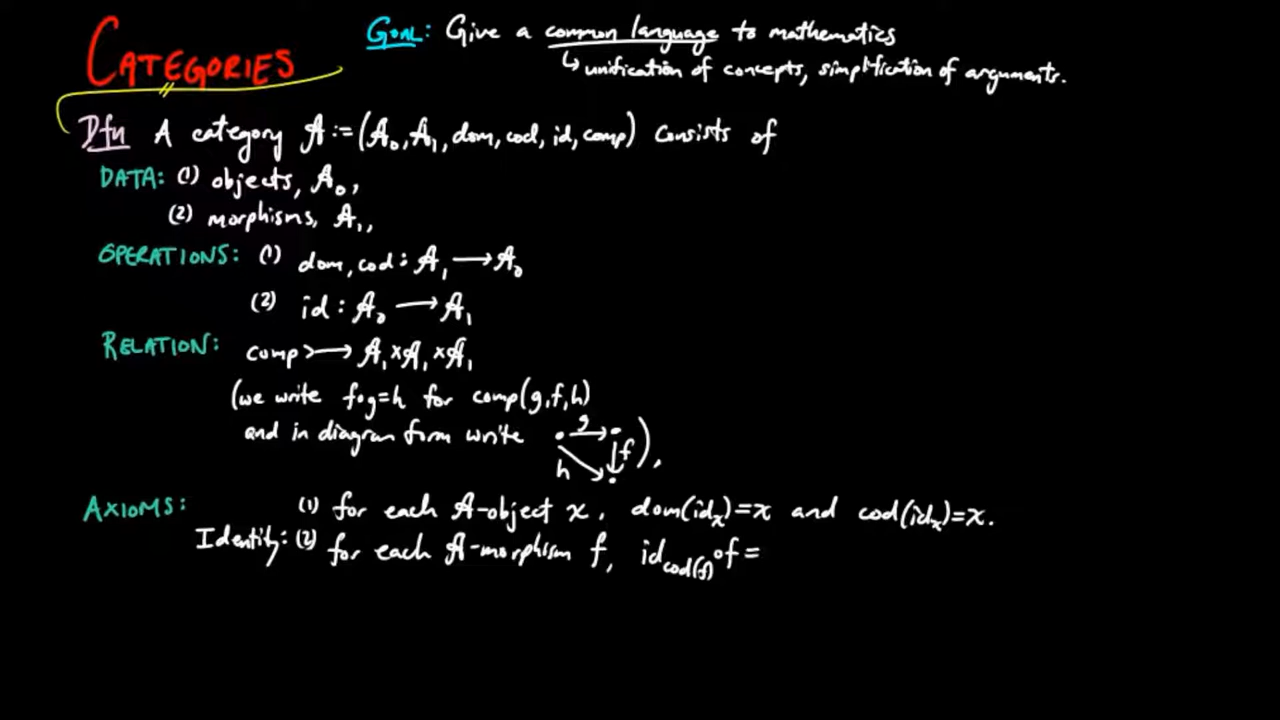 CATEGORIES
GOAL: Give a common language to mathematics
↳ unification of concepts, simplification of arguments.
Dfn A category 𝒜:=(𝒜₀,𝒜₁,dom,cod,id,comp) consists of
DATA: (1) objects, 𝒜₀,
(2) morphisms, 𝒜₁,
OPERATIONS: (1) dom,cod: 𝒜₁ ⟶ 𝒜₀
(2) id: 𝒜₀ ⟶ 𝒜₁
RELATION: comp >⟶ 𝒜₁×𝒜₁×𝒜₁
(we write f∘g=h for comp(g,f,h)
and in diagram form write g f h),
AXIOMS: (1) for each 𝒜-object x, dom(id_x)=x and cod(id_x)=x.
Identity: (2) for each 𝒜-morphism f, id_cod(f)∘f=